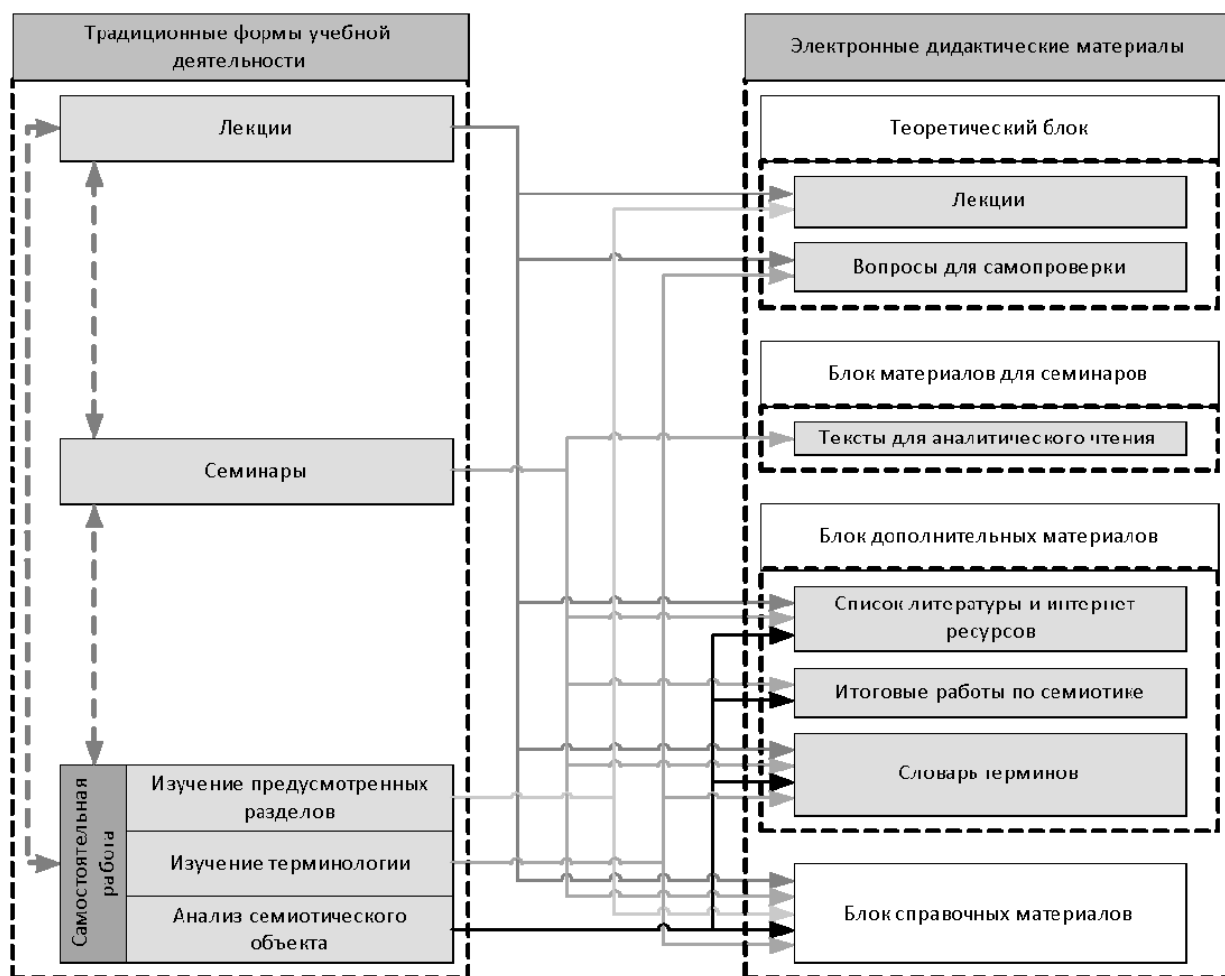 Традиционные формы учебной
деятельности
Лекции
Семинары
Самостоятельная
работа
Изучение предусмотренных
разделов
Изучение терминологии
Анализ семиотического
объекта
Электронные дидактические материалы
Теоретический блок
Лекции
Вопросы для самопроверки
Блок материалов для семинаров
Тексты для аналитического чтения
Блок дополнительных материалов
Список литературы и интернет
ресурсов
Итоговые работы по семиотике
Словарь терминов
Блок справочных материалов